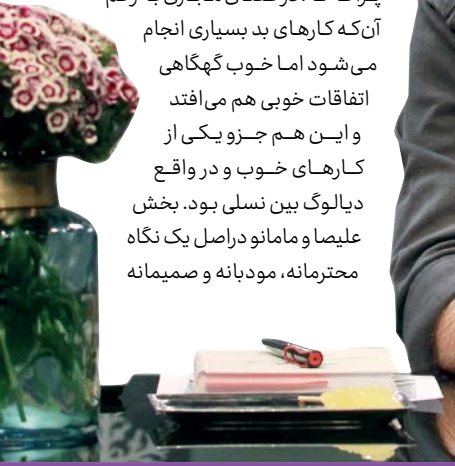 آن‌که کارهای بد بسیاری انجام
می‌شود اما خوب گهگاهی
اتفاقات خوبی هم می‌افتد
و این هم جزو یکی از
کارهای خوب و در واقع
دیالوگ بین نسلی بود. بخش
علیصا و مامانو دراصل یک نگاه
محترمانه، مودبانه و صمیمانه